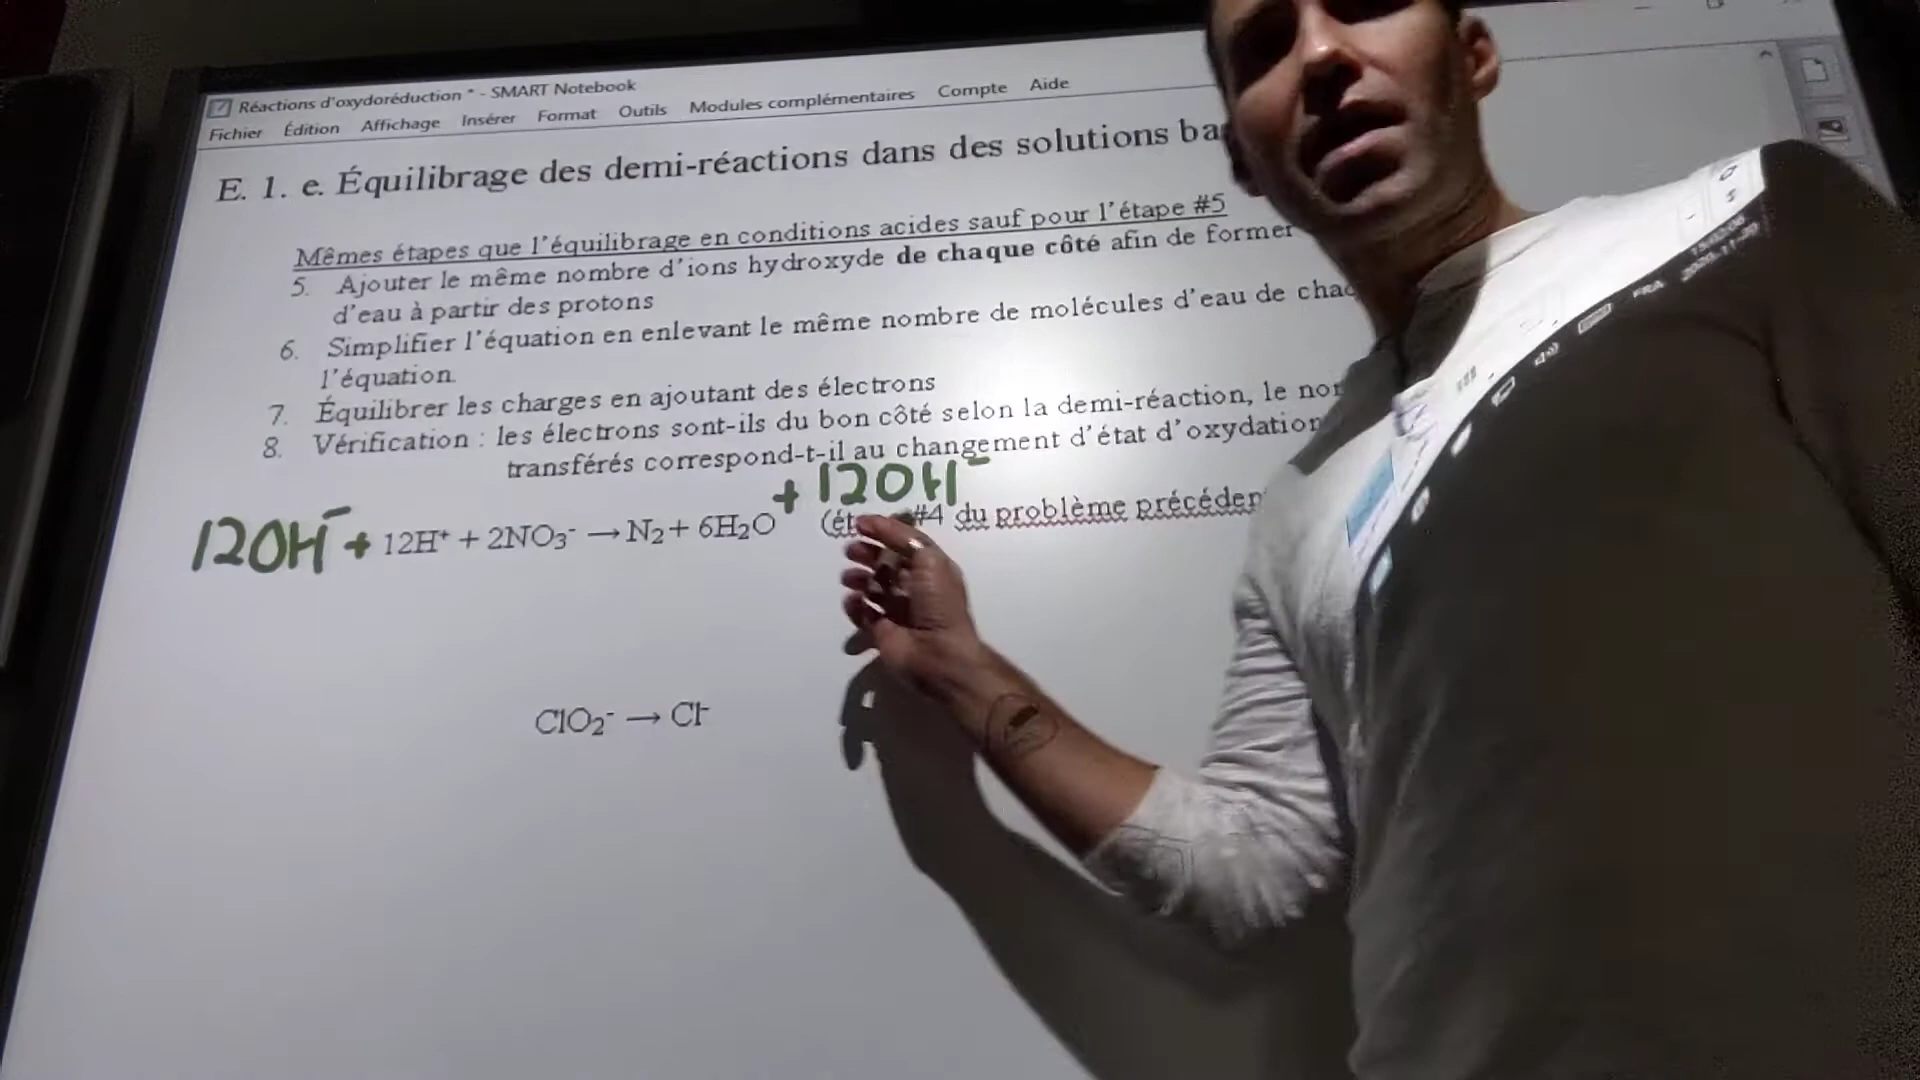 Réactions d'oxydoréduction * - SMART Notebook
Fichier Édition Affichage Insérer Format Outils Modules complémentaires Compte Aide
E. 1. e. Équilibrage des demi-réactions dans des solutions ba
Mêmes étapes que l'équilibrage en conditions acides sauf pour l'étape #5
5. Ajouter le même nombre d'ions hydroxyde de chaque côté afin de former
d'eau à partir des protons
6. Simplifier l'équation en enlevant le même nombre de molécules d'eau de chac
l'équation.
7. Équilibrer les charges en ajoutant des électrons
8. Vérification : les électrons sont-ils du bon côté selon la demi-réaction, le no
transférés correspond-t-il au changement d'état d'oxydation
12OH⁻ + 12H⁺ + 2NO₃⁻ → N₂ + 6H₂O + 12OH⁻ (ét #4 du problème précéden
ClO₂⁻ → Cl⁻
FRA